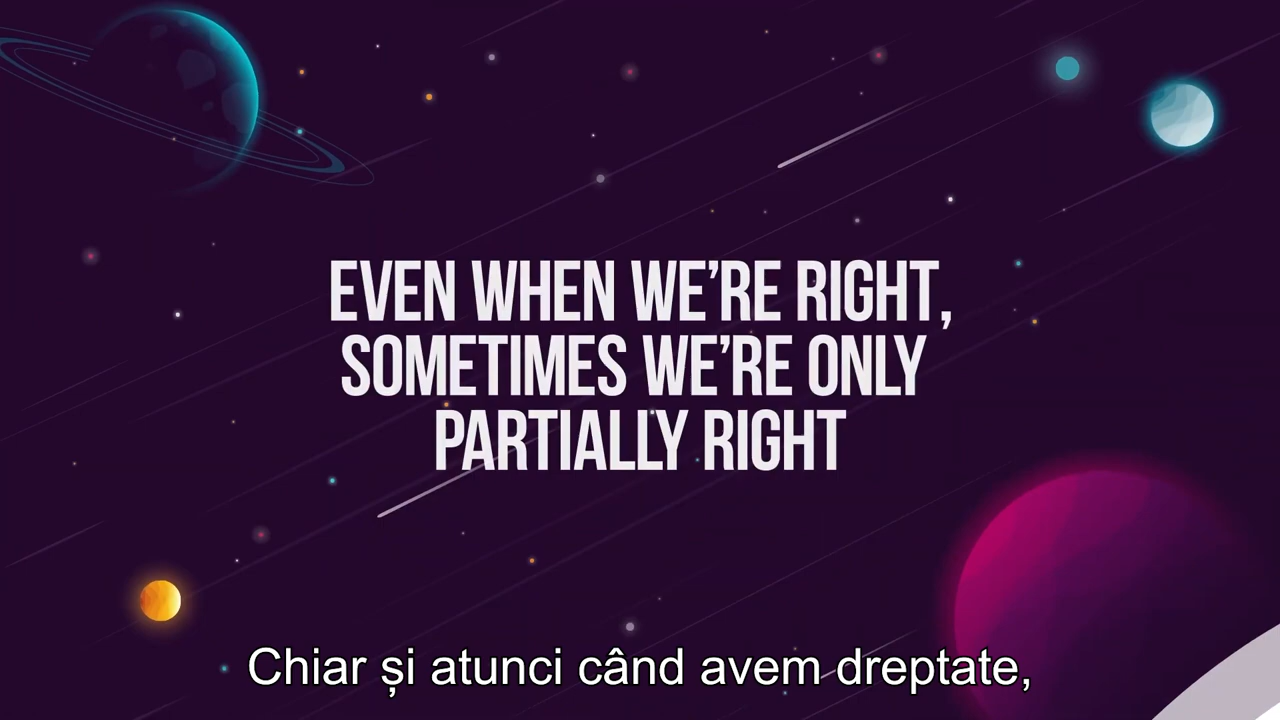 EVEN WHEN WE’RE RIGHT,
SOMETIMES WE’RE ONLY
PARTIALLY RIGHT
Chiar și atunci când avem dreptate,